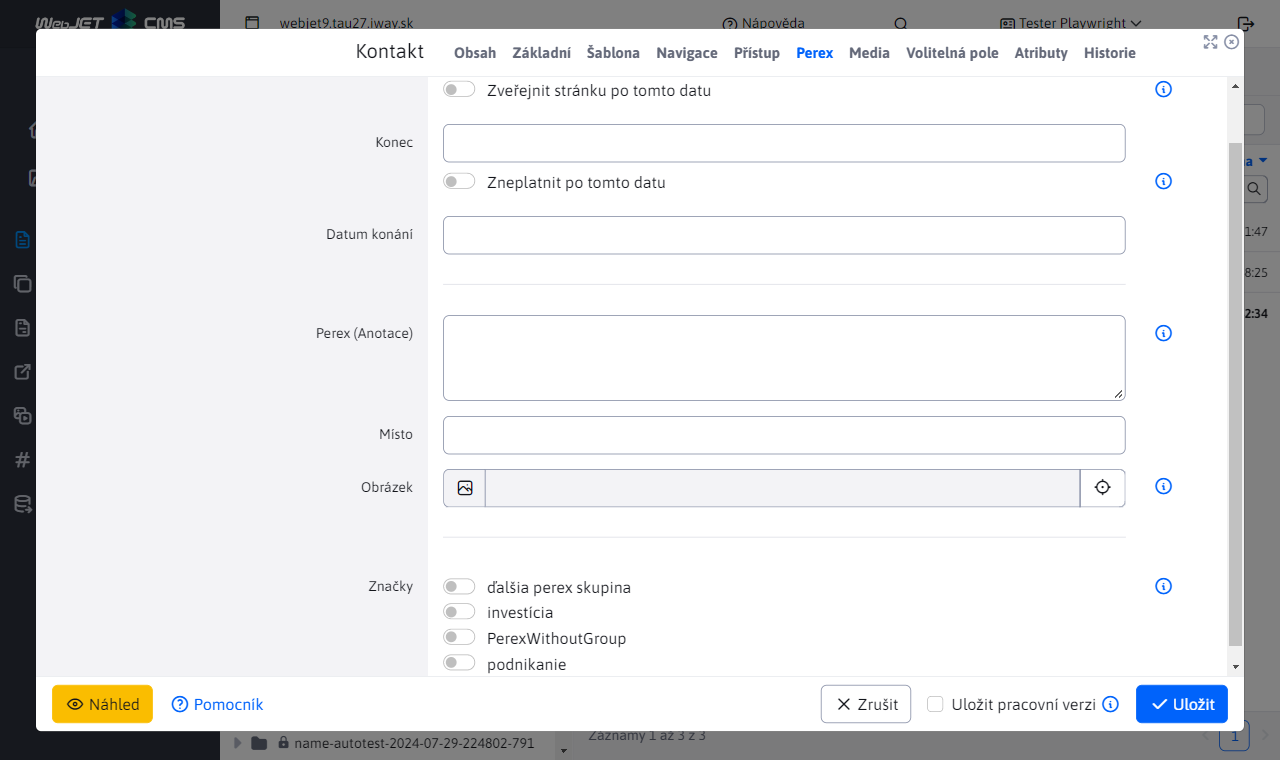 WebJET CMS
webjet9.tau27.iway.sk
Nápověda
Tester Playwright
Kontakt
Obsah Základní Šablona Navigace Přístup Perex Media Volitelná pole Atributy Historie
Zveřejnit stránku po tomto datu
Konec
a
Zneplatnit po tomto datu
Datum konání
1:47
8:25
2:34
Perex (Anotace)
Místo
Obrázek
Značky
ďalšia perex skupina
investícia
PerexWithoutGroup
podnikanie
Náhled
Pomocník
Zrušit
Uložit pracovní verzi
Uložit
name-autotest-2024-07-29-224802-791
Záznamy 1 až 3 z 3
1